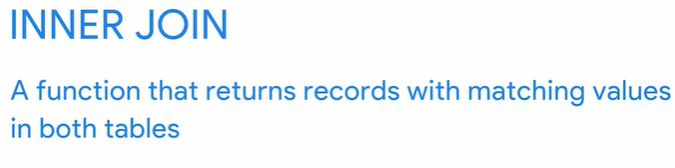 INNER JOIN
A function that returns records with matching values
in both tables